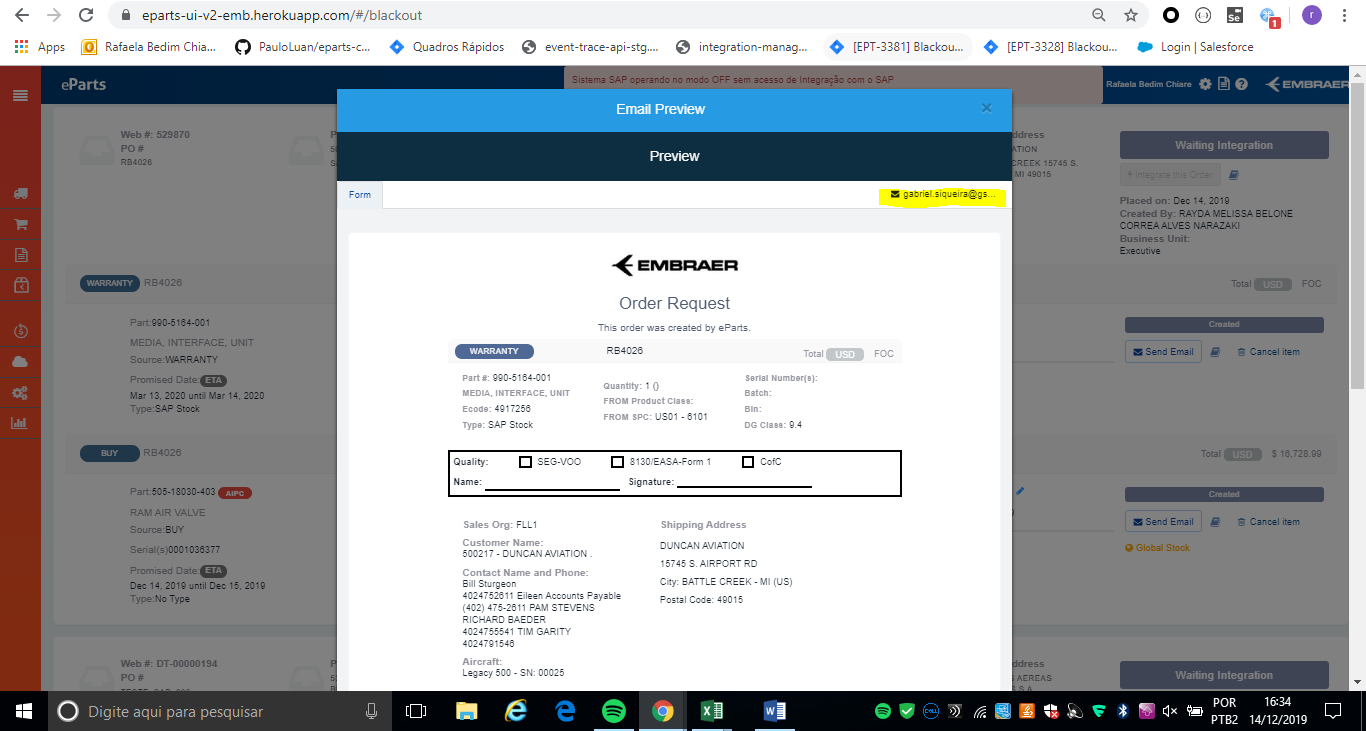 eparts-ui-v2-emb.herokuapp.com/#/blackout
Apps Rafaela Bedim Chia... PauloLuan/eparts-c... Quadros Rápidos event-trace-api-stg.... integration-manag... [EPT-3381] Blackou... [EPT-3328] Blackou... Login | Salesforce
eParts
Sistema SAP operando no modo OFF sem acesso de Integração com o SAP
Rafaela Bedim Chiare
EMBRAER
Email Preview
×
Preview
Form
gabriel.siqueira@gs...
Web #: 529870
PO #
RB4026
ddress
ATION
CREEK 15745 S.
MI 49015
Waiting Integration
Integrate this Order
Placed on: Dec 14, 2019
Created By: RAYDA MELISSA BELONE
CORREA ALVES NARAZAKI
Business Unit:
Executive
WARRANTY RB4026
Total USD FOC
Part:990-5164-001
MEDIA, INTERFACE, UNIT
Source:WARRANTY
Promised Date: ETA
Mar 13, 2020 until Mar 14, 2020
Type:SAP Stock
Created
Send Email Cancel item
BUY RB4026
Total USD $ 16,728.99
Part:505-18030-403 AIPC
RAM AIR VALVE
Source:BUY
Serial(s)0001036377
Promised Date: ETA
Dec 14, 2019 until Dec 15, 2019
Type:No Type
Created
Send Email Cancel item
Global Stock
Web #: DT-00000194
PO #
ddress
S AEREAS
Waiting Integration
EMBRAER
Order Request
This order was created by eParts.
WARRANTY RB4026 Total USD FOC
Part #: 990-5164-001
MEDIA, INTERFACE, UNIT
Ecode: 4917256
Type: SAP Stock
Quantity: 1 ()
FROM Product Class:
FROM SPC: US01 - 6101
Serial Number(s):
Batch:
Bin:
DG Class: 9.4
Quality: SEG-VOO 8130/EASA-Form 1 CofC
Name: Signature:
Sales Org: FLL1
Customer Name:
500217 - DUNCAN AVIATION .
Contact Name and Phone:
Bill Sturgeon
4024752611 Eileen Accounts Payable
(402) 475-2611 PAM STEVENS
RICHARD BAEDER
4024755541 TIM GARITY
4024791546
Aircraft:
Legacy 500 - SN: 00025
Shipping Address
DUNCAN AVIATION
15745 S. AIRPORT RD
City: BATTLE CREEK - MI (US)
Postal Code: 49015
Digite aqui para pesquisar
POR
PTB2
16:34
14/12/2019